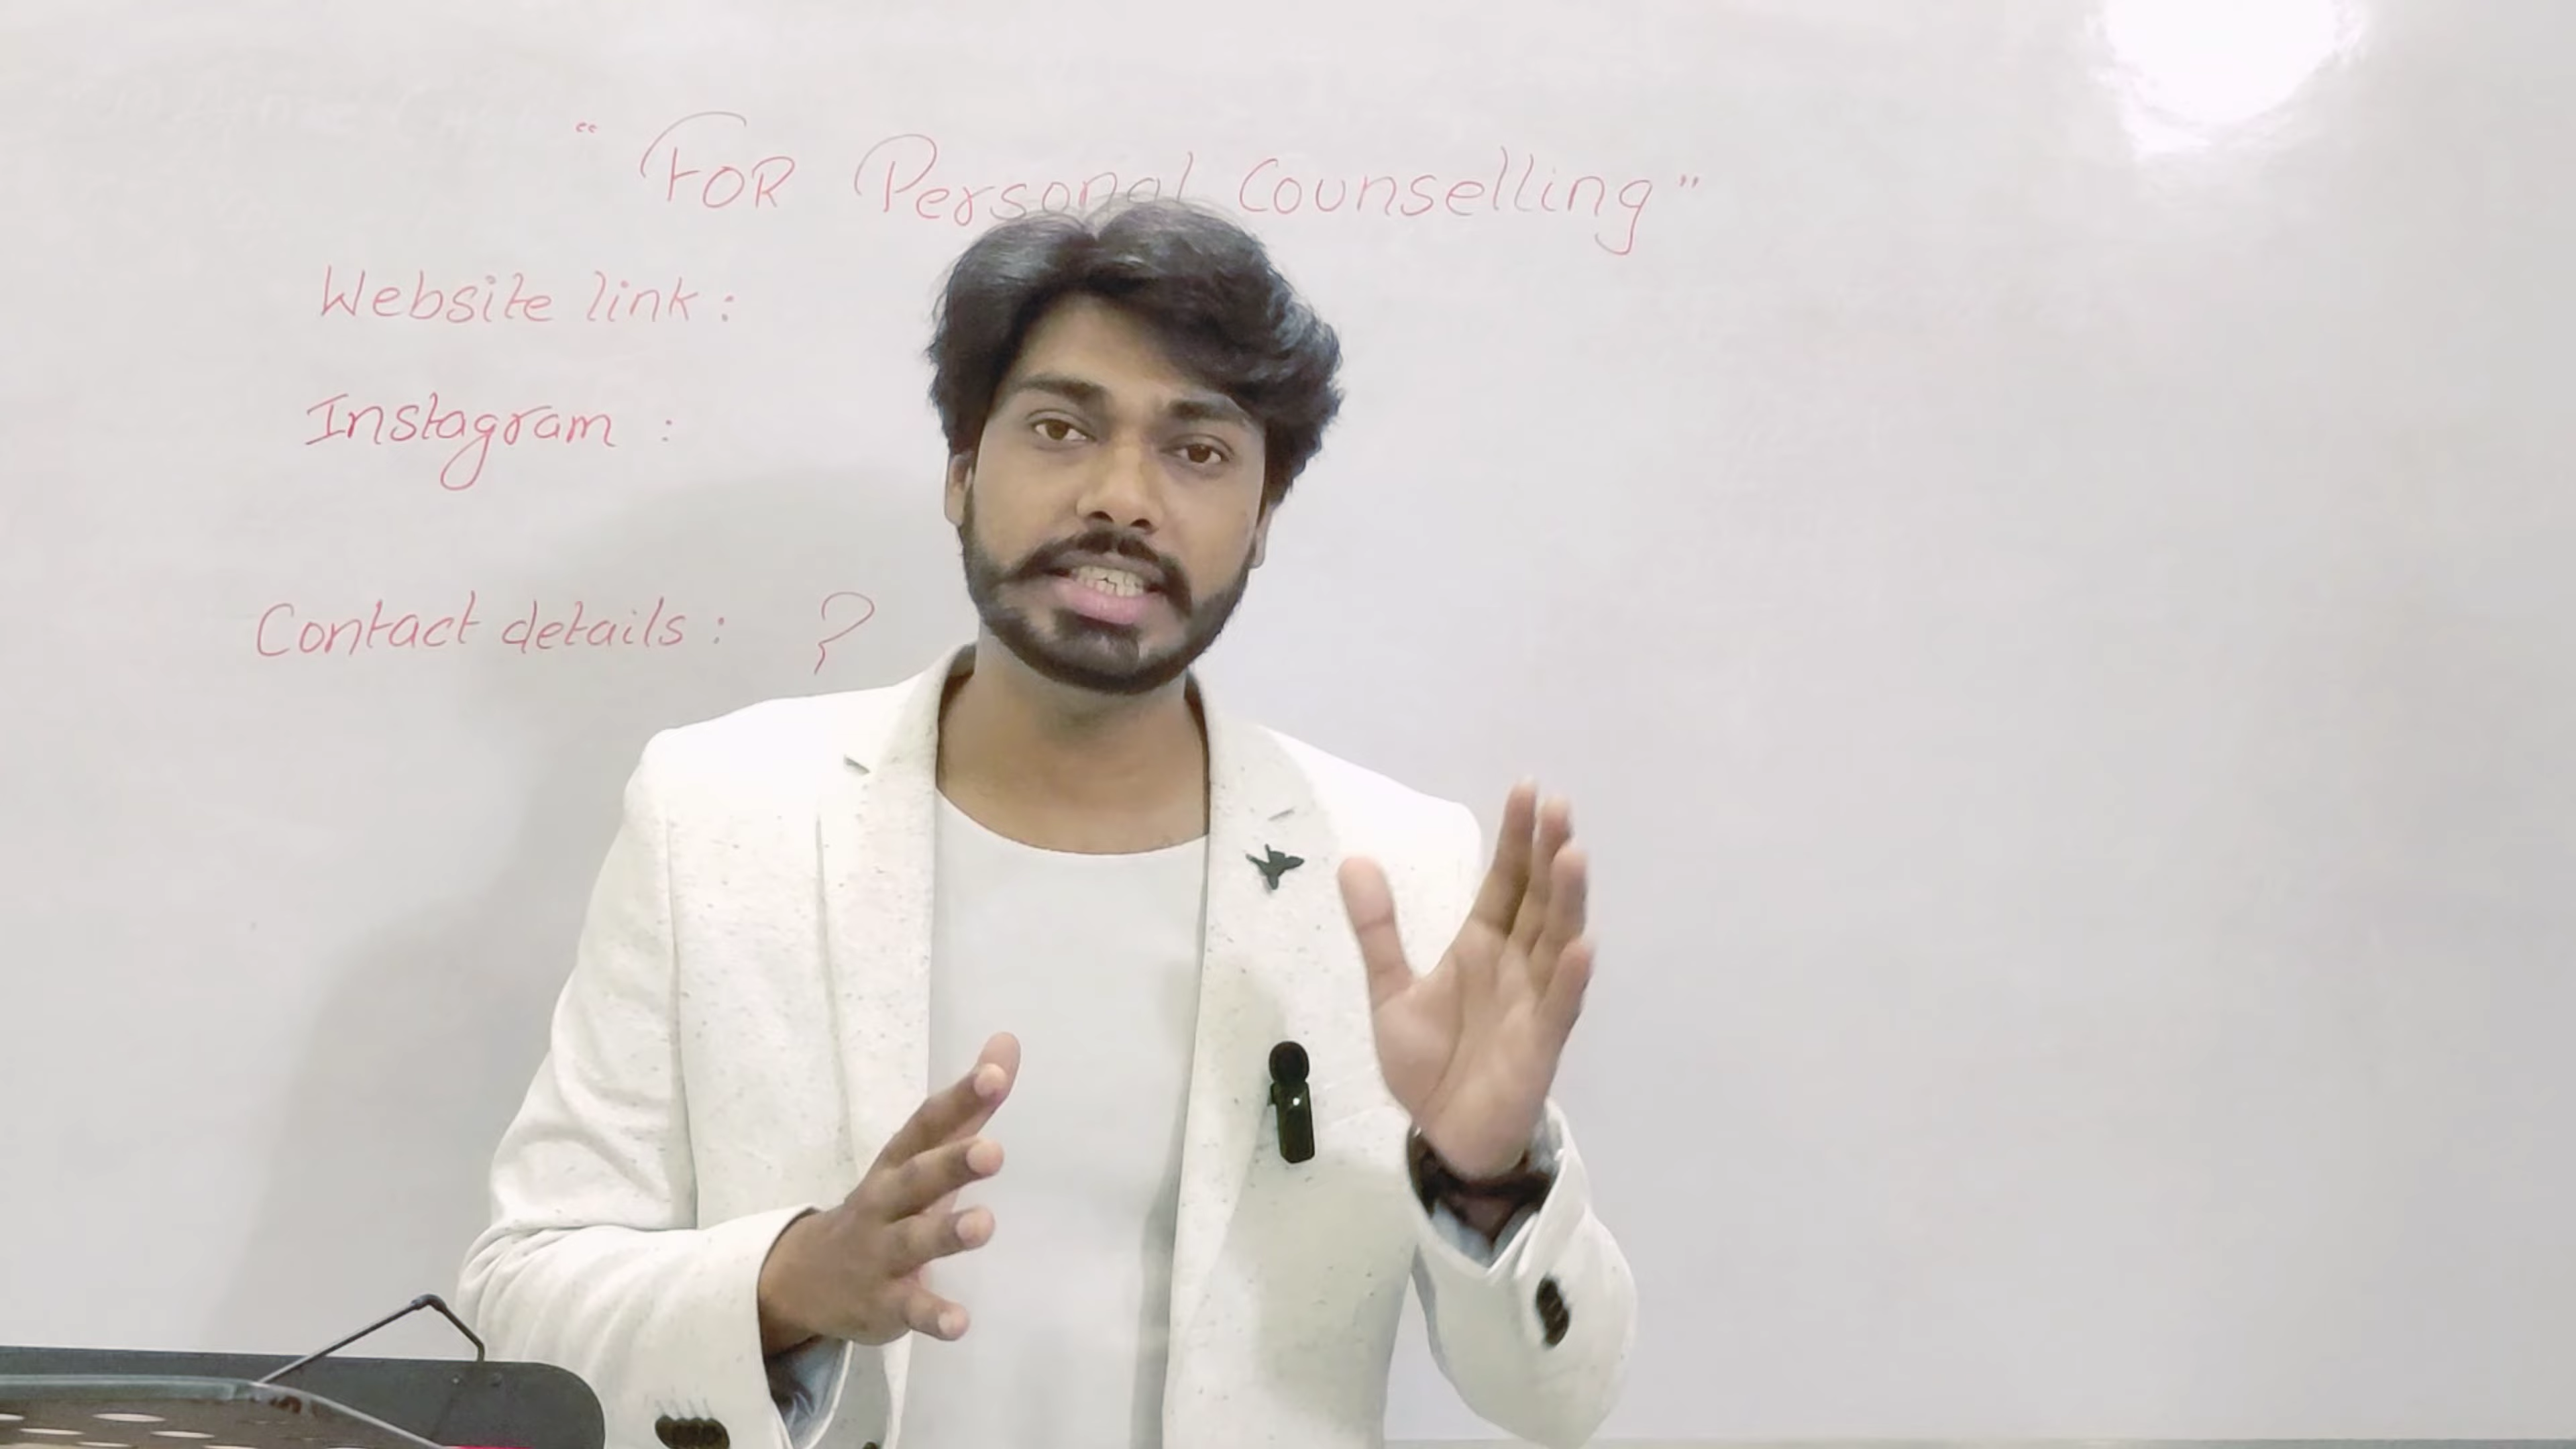 “ FOR Personal Counselling ”
Website link :
Instagram :
Contact details : ?